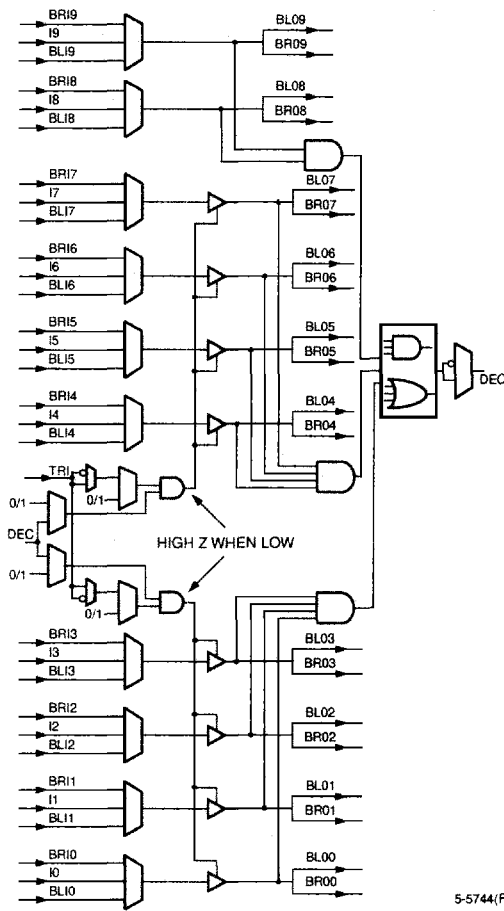 BRI9
I9
BLI9
BL09
BR09
BRI8
I8
BLI8
BL08
BR08
BRI7
I7
BLI7
BL07
BR07
BRI6
I6
BLI6
BL06
BR06
BRI5
I5
BLI5
BL05
BR05
DEC
BRI4
I4
BLI4
BL04
BR04
TRI
0/1
0/1
DEC
HIGH Z WHEN LOW
0/1
0/1
BRI3
I3
BLI3
BL03
BR03
BRI2
I2
BLI2
BL02
BR02
BRI1
I1
BLI1
BL01
BR01
BRI0
I0
BLI0
BL00
BR00
5-5744(F